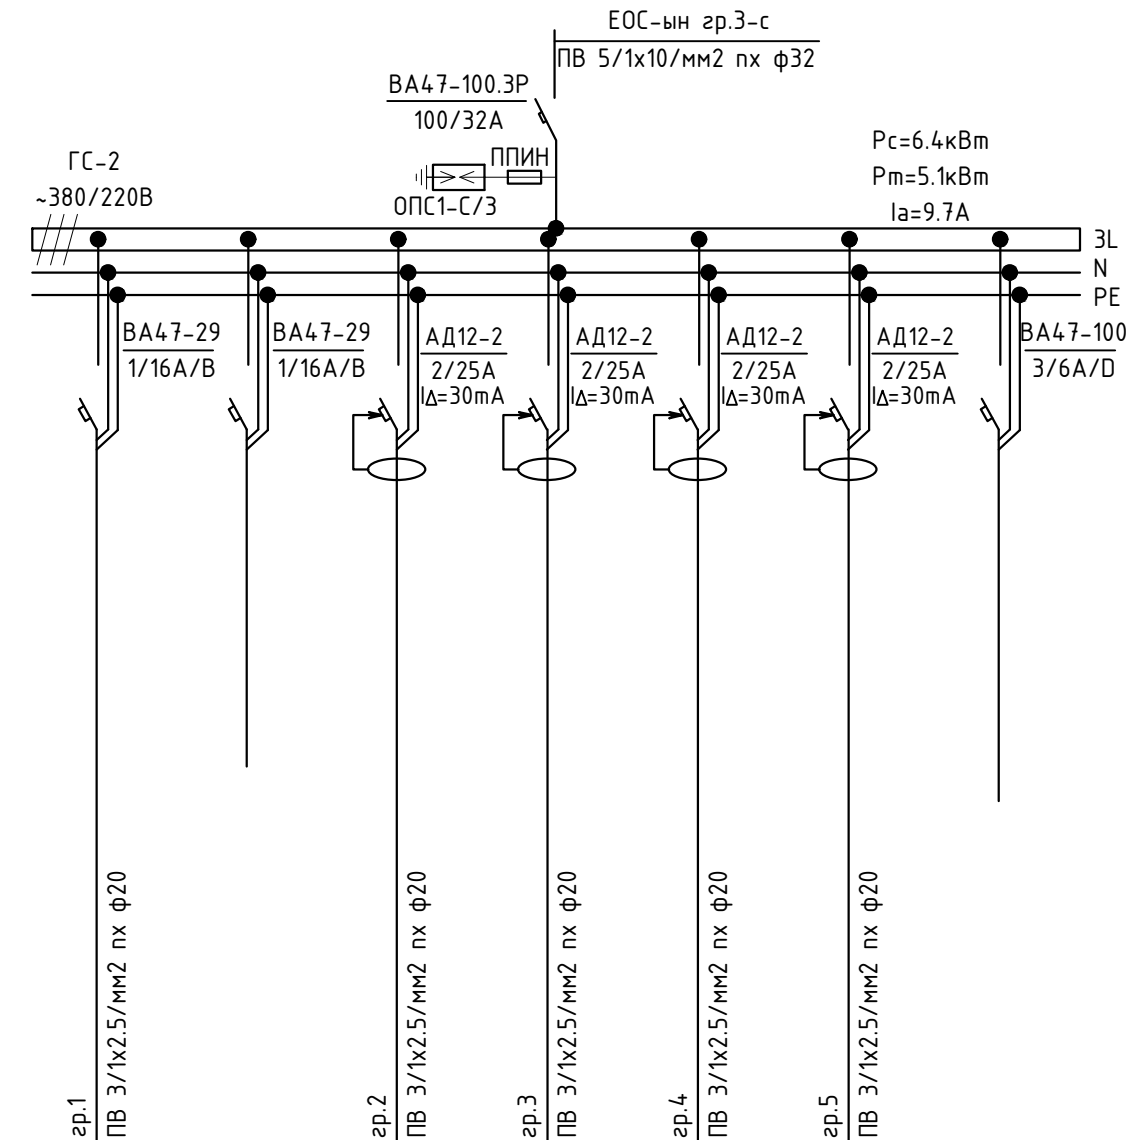 ЕОС-ын гр.3-с
ПВ 5/1x10/мм2 пх ф32
ВА47-100.3Р
100/32А
ППИН
ОПС1-С/3
ГС-2
~380/220В
Рс=6.4кВт
Рт=5.1кВт
Iа=9.7А
3L
N
PE
ВА47-29
1/16А/В
ВА47-29
1/16А/В
АД12-2
2/25А
IΔ=30mA
АД12-2
2/25А
IΔ=30mA
АД12-2
2/25А
IΔ=30mA
АД12-2
2/25А
IΔ=30mA
ВА47-100
3/6А/D
гр.1
ПВ 3/1x2.5/мм2 пх ф20
гр.2
ПВ 3/1x2.5/мм2 пх ф20
гр.3
ПВ 3/1x2.5/мм2 пх ф20
гр.4
ПВ 3/1x2.5/мм2 пх ф20
гр.5
ПВ 3/1x2.5/мм2 пх ф20